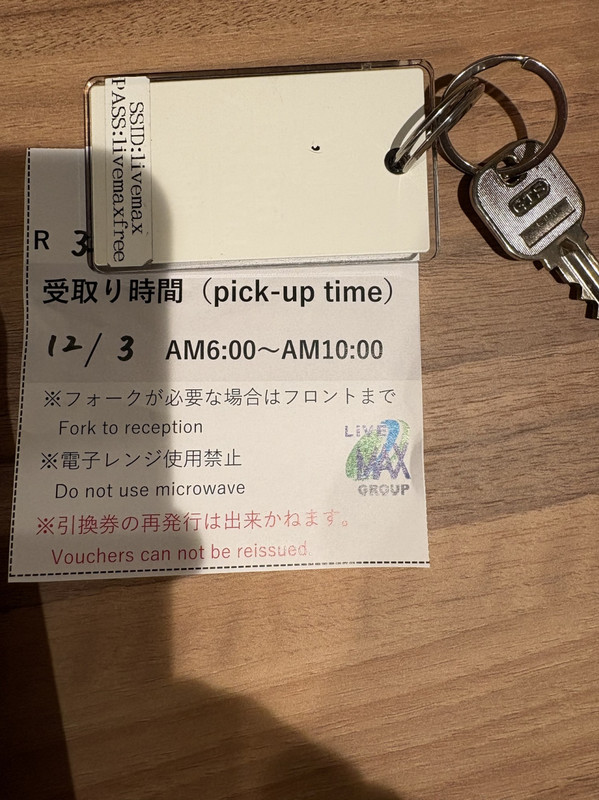 SSID:livemax
PASS:livemaxfree
R 3
受取り時間（pick-up time）
12/3 AM6:00～AM10:00
※フォークが必要な場合はフロントまで
Fork to reception
※電子レンジ使用禁止
Do not use microwave
※引換券の再発行は出来かねます。
Vouchers can not be reissued.
LiVE
MAX
GROUP